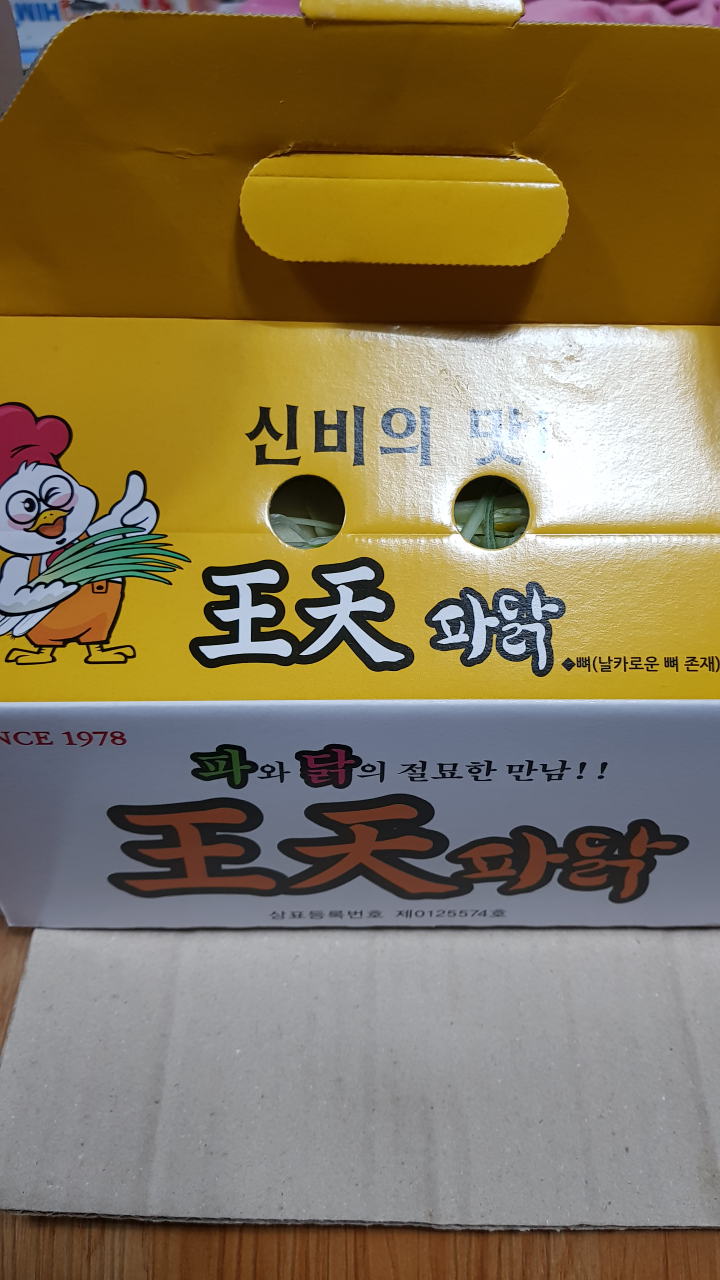 신비의 맛!
王天 파닭
◆뼈(날카로운 뼈 존재)
NCE 1978
파와 닭의 절묘한 만남!!
王天파닭
상표등록번호 제0125574호